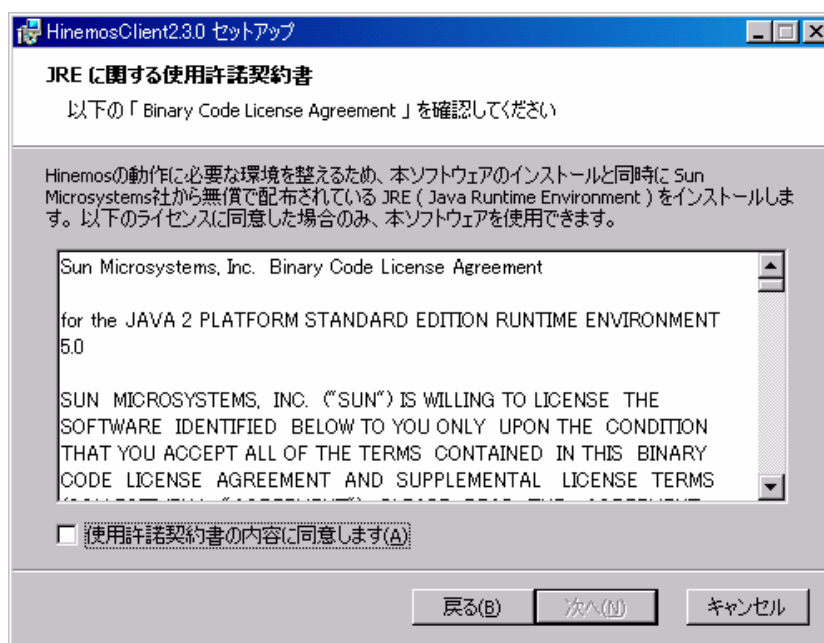 HinemosClient2.3.0 セットアップ
JRE に関する使用許諾契約書
以下の「 Binary Code License Agreement 」を確認してください
Hinemosの動作に必要な環境を整えるため、本ソフトウェアのインストールと同時に Sun
Microsystems社から無償で配布されている JRE ( Java Runtime Environment ) をインストールしま
す。以下のライセンスに同意した場合のみ、本ソフトウェアを使用できます。
Sun Microsystems, Inc. Binary Code License Agreement
for the JAVA 2 PLATFORM STANDARD EDITION RUNTIME ENVIRONMENT
5.0
SUN MICROSYSTEMS, INC. ("SUN") IS WILLING TO LICENSE THE
SOFTWARE IDENTIFIED BELOW TO YOU ONLY UPON THE CONDITION
THAT YOU ACCEPT ALL OF THE TERMS CONTAINED IN THIS BINARY
CODE LICENSE AGREEMENT AND SUPPLEMENTAL LICENSE TERMS
使用許諾契約書の内容に同意します(A)
戻る(B)
次へ(N)
キャンセル